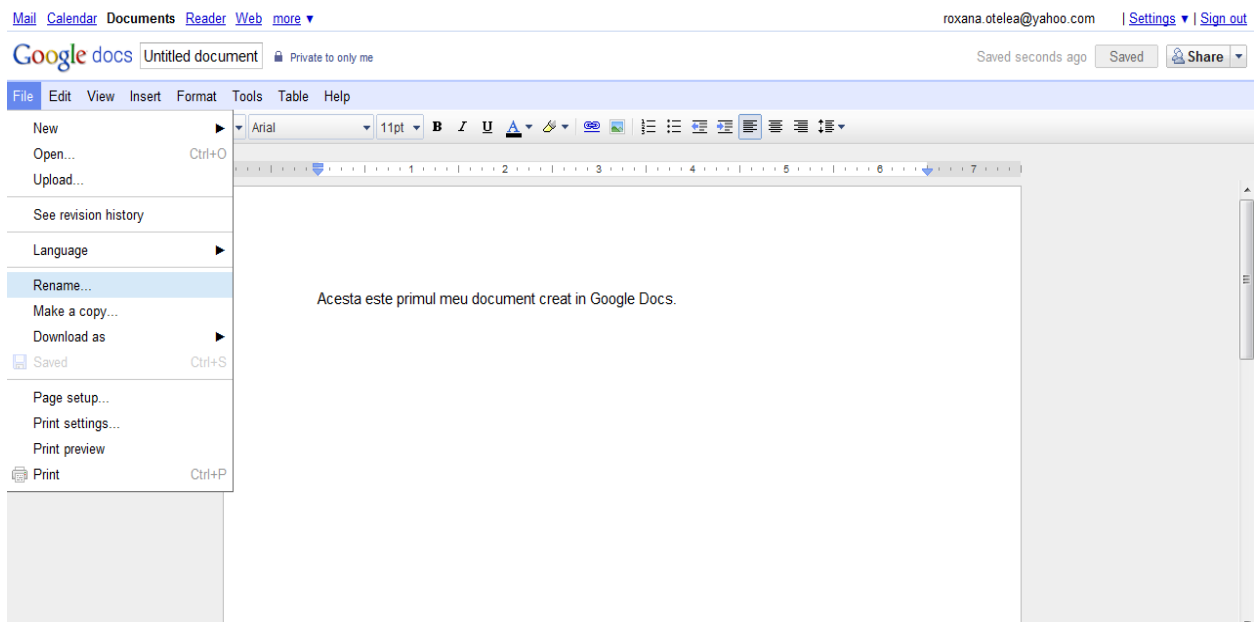 Mail Calendar Documents Reader Web more ▼ roxana.otelea@yahoo.com | Settings ▼ | Sign out
Google docs Untitled document Private to only me Saved seconds ago Saved Share
File Edit View Insert Format Tools Table Help
New
Arial 11pt B I U A
Open... Ctrl+O
Upload...
1 2 3 4 5 6 7
See revision history
Language
Rename...
Acesta este primul meu document creat in Google Docs.
Make a copy...
Download as
Saved Ctrl+S
Page setup...
Print settings...
Print preview
Print Ctrl+P